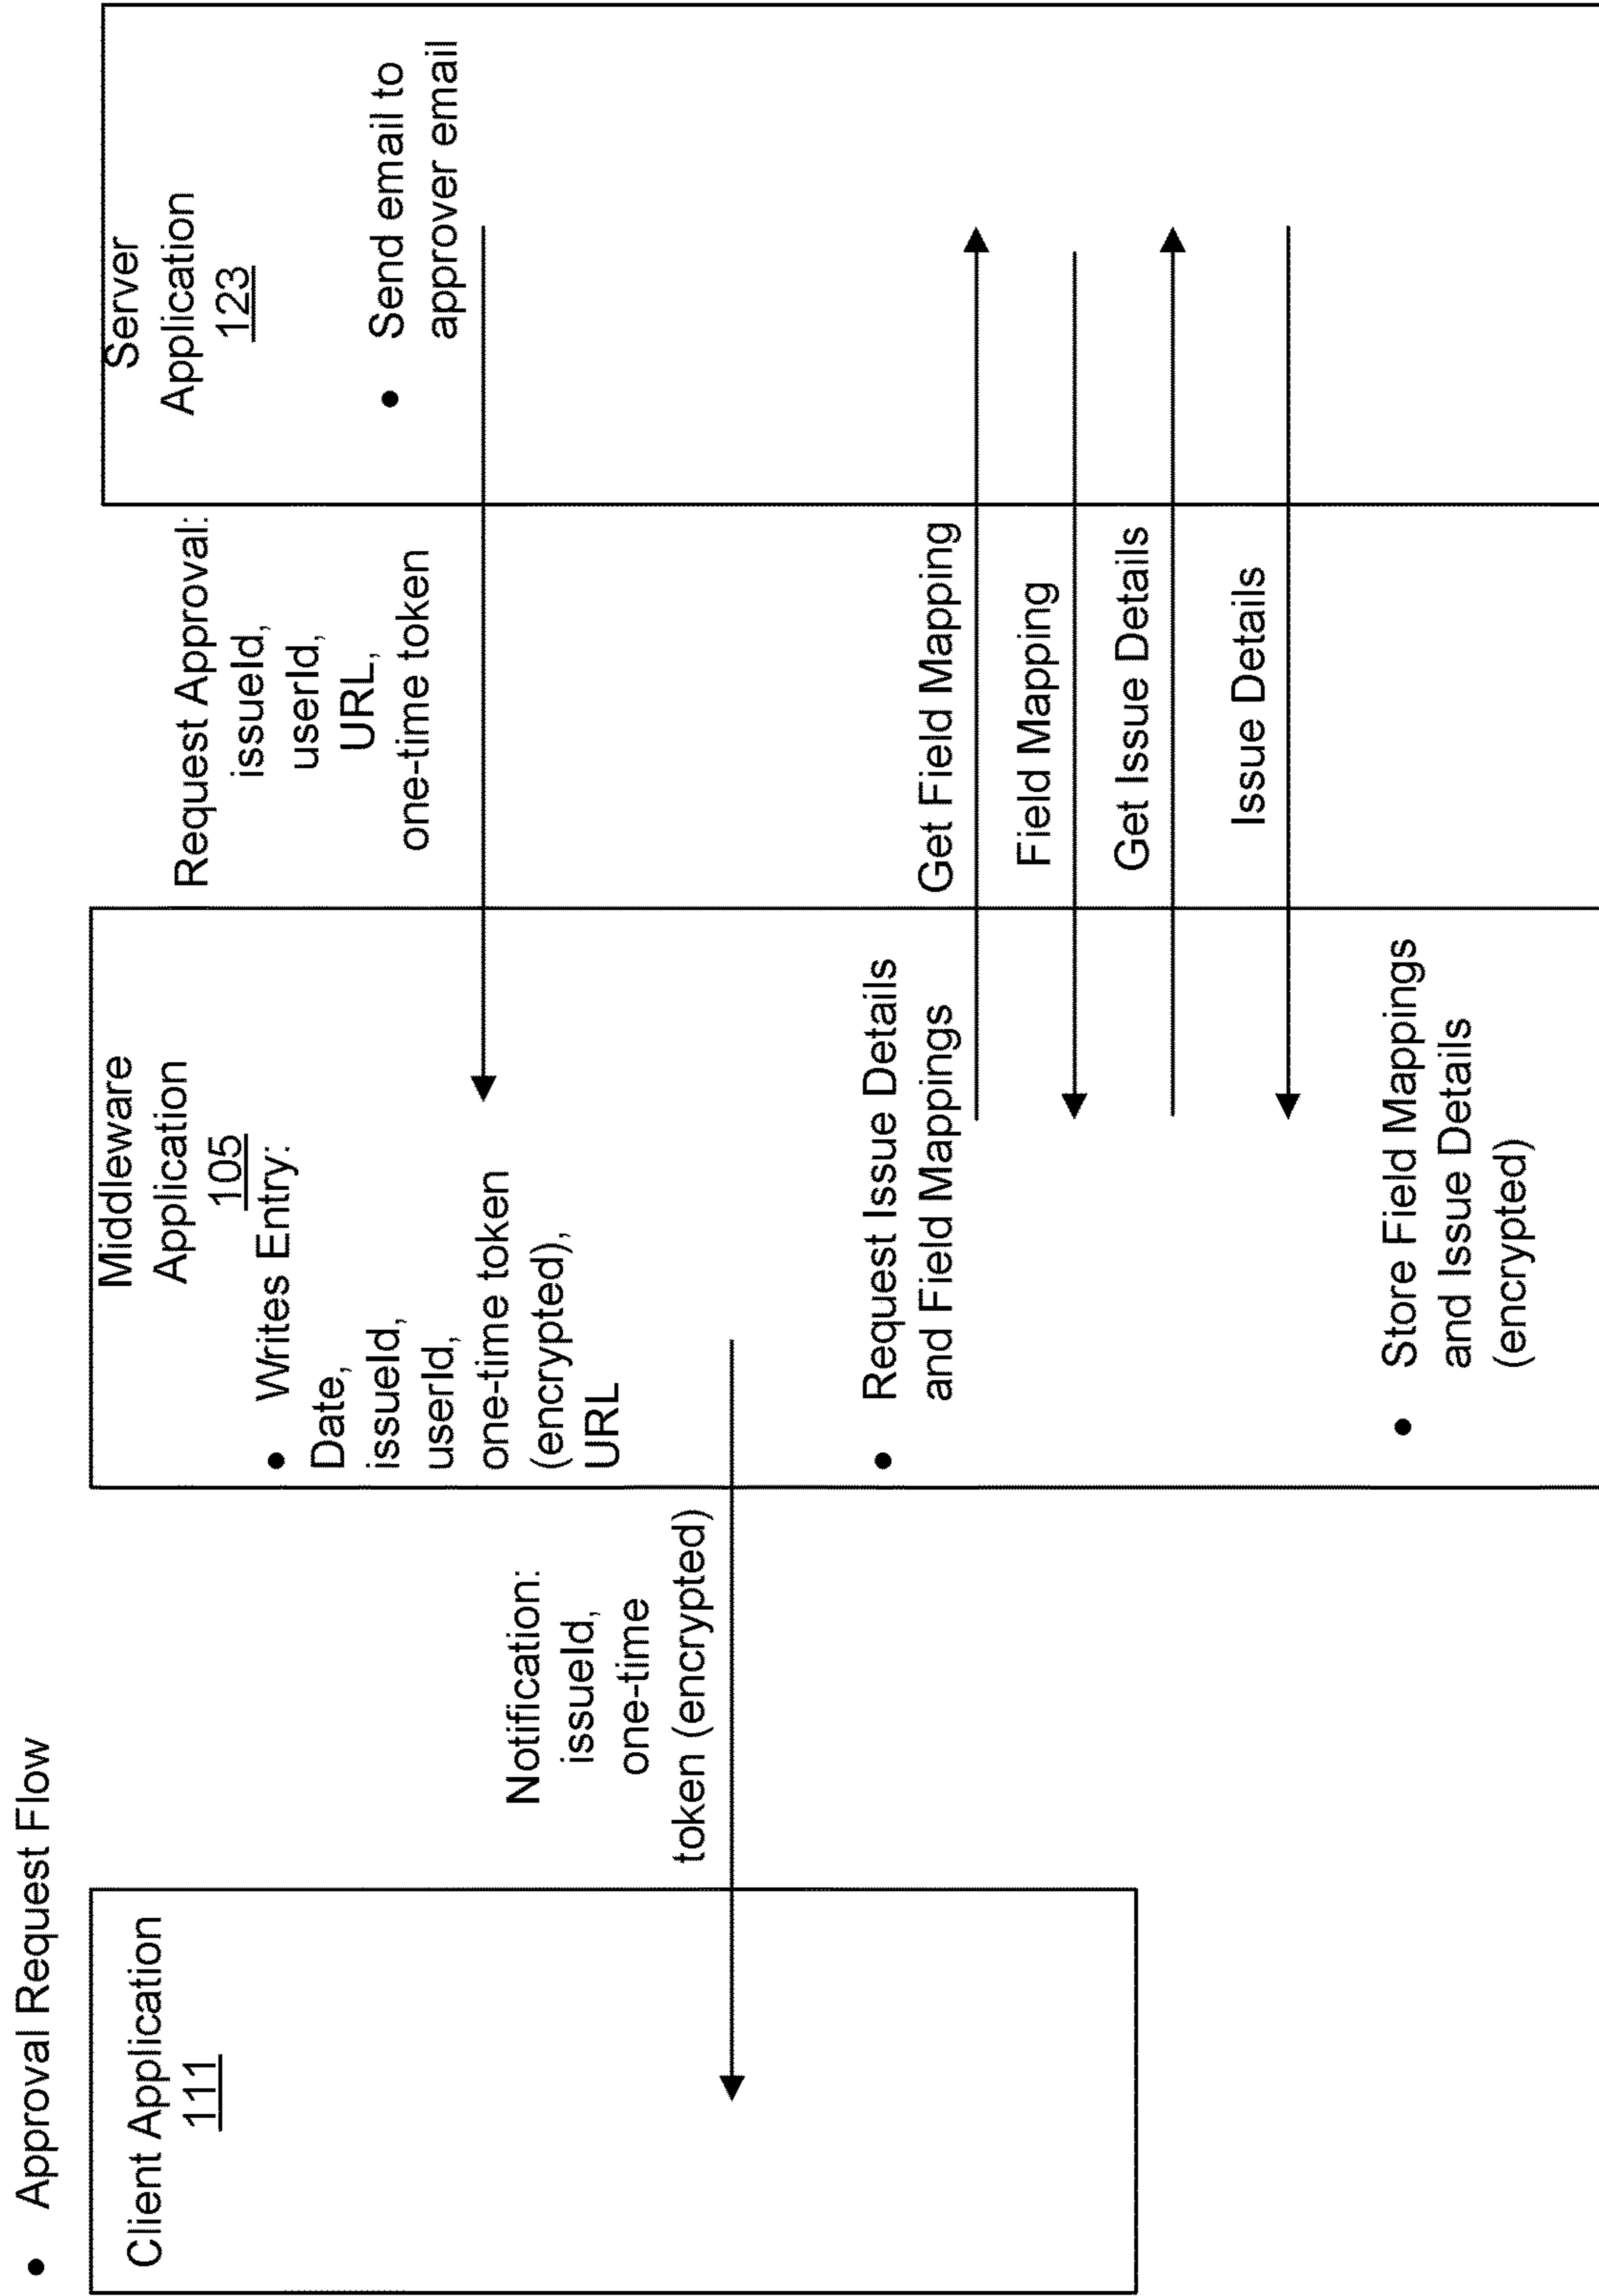 • Approval Request Flow
Client Application
111
Notification:
issueId,
one-time
token (encrypted)
Middleware
Application
105
• Writes Entry:
Date,
issueId,
userId,
one-time token
(encrypted),
URL
• Request Issue Details
and Field Mappings
• Store Field Mappings
and Issue Details
(encrypted)
Request Approval:
issueId,
userId,
URL,
one-time token
Get Field Mapping
Field Mapping
Get Issue Details
Issue Details
Server
Application
123
• Send email to
approver email